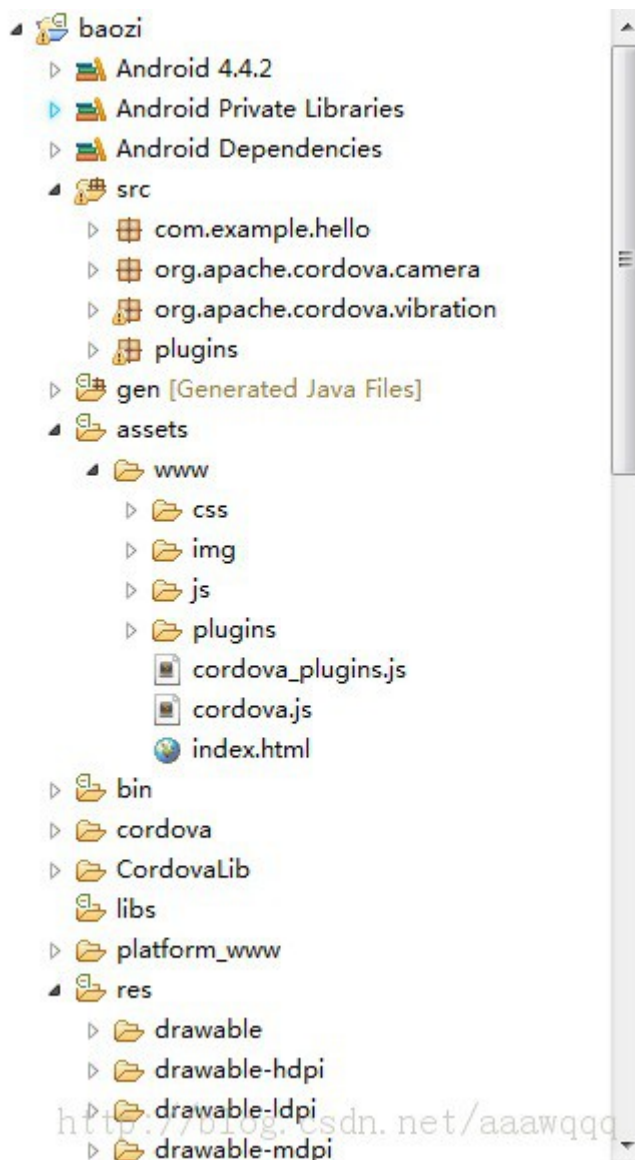 baozi
Android 4.4.2
Android Private Libraries
Android Dependencies
src
com.example.hello
org.apache.cordova.camera
org.apache.cordova.vibration
plugins
gen [Generated Java Files]
assets
www
css
img
js
plugins
cordova_plugins.js
cordova.js
index.html
bin
cordova
CordovaLib
libs
platform_www
res
drawable
drawable-hdpi
drawable-ldpi
http://blog.csdn.net/aaawqqq
drawable-mdpi